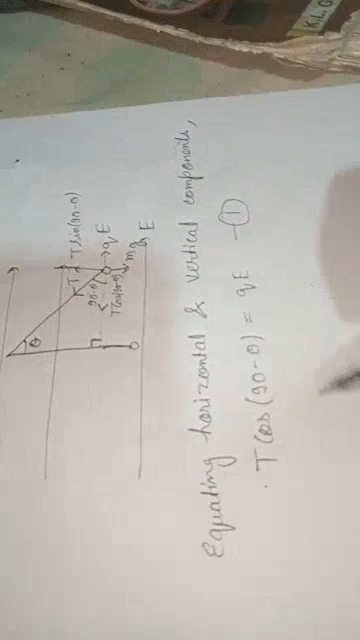 T sin(90-θ)
T
qE
90-θ
T cos(90-θ)
mg
E
θ
Equating horizontal & vertical components,
T cos (90-θ) = qE — ①